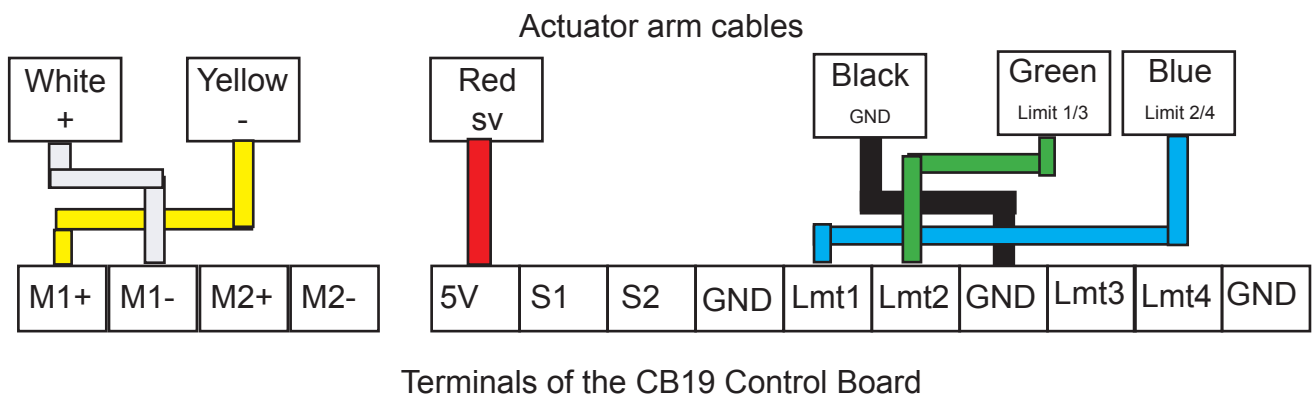 Actuator arm cables
White
+
Yellow
-
Red
sv
Black
GND
Green
Limit 1/3
Blue
Limit 2/4
M1+ M1- M2+ M2-
5V S1 S2 GND Lmt1 Lmt2 GND Lmt3 Lmt4 GND
Terminals of the CB19 Control Board